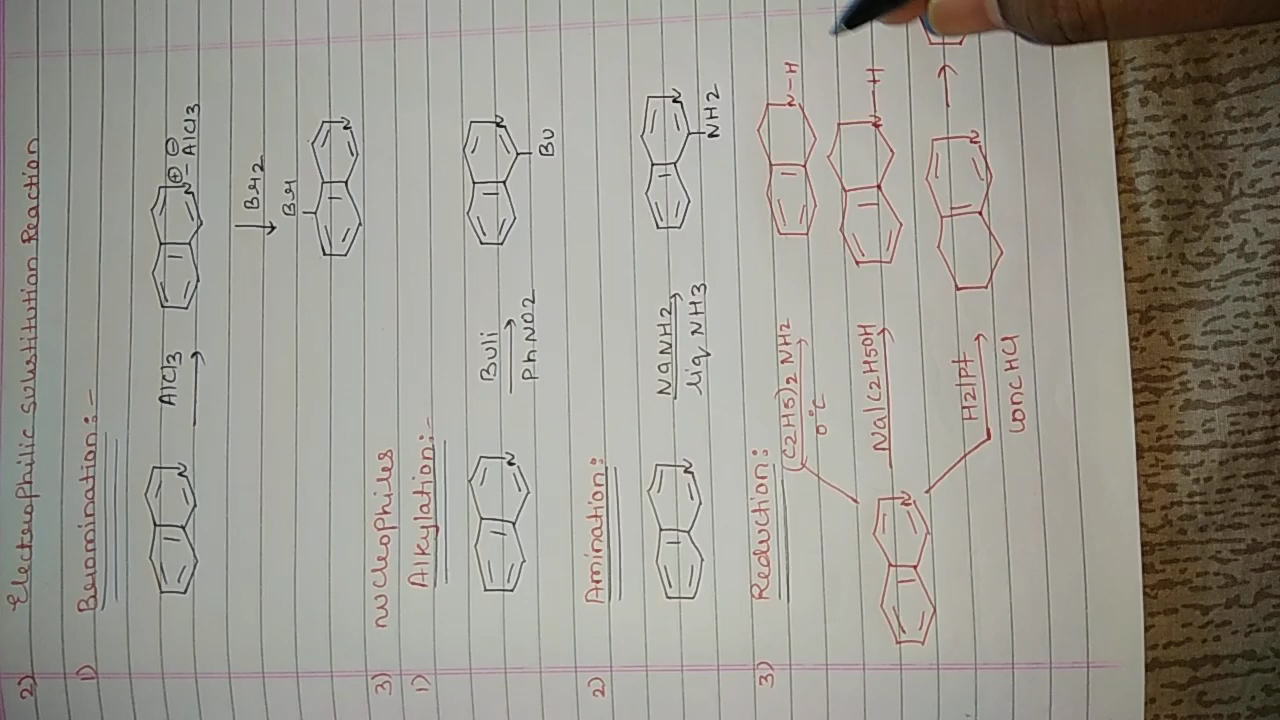 2) Electrophilic substitution Reaction
1) Bromination:-
AlCl3
N - AlCl3
⊕ ⊖
Br2
Br
N
3) nucleophiles
1) Alkylation:-
BuLi
PhNO2
N
N
Bu
2) Amination:
NaNH2
liq NH3
N
N
NH2
3) Reduction:
(C2H5)2 NH2
0°C
N-H
Na/C2H5OH
N-H
N
H2/Pt
conc HCl
N